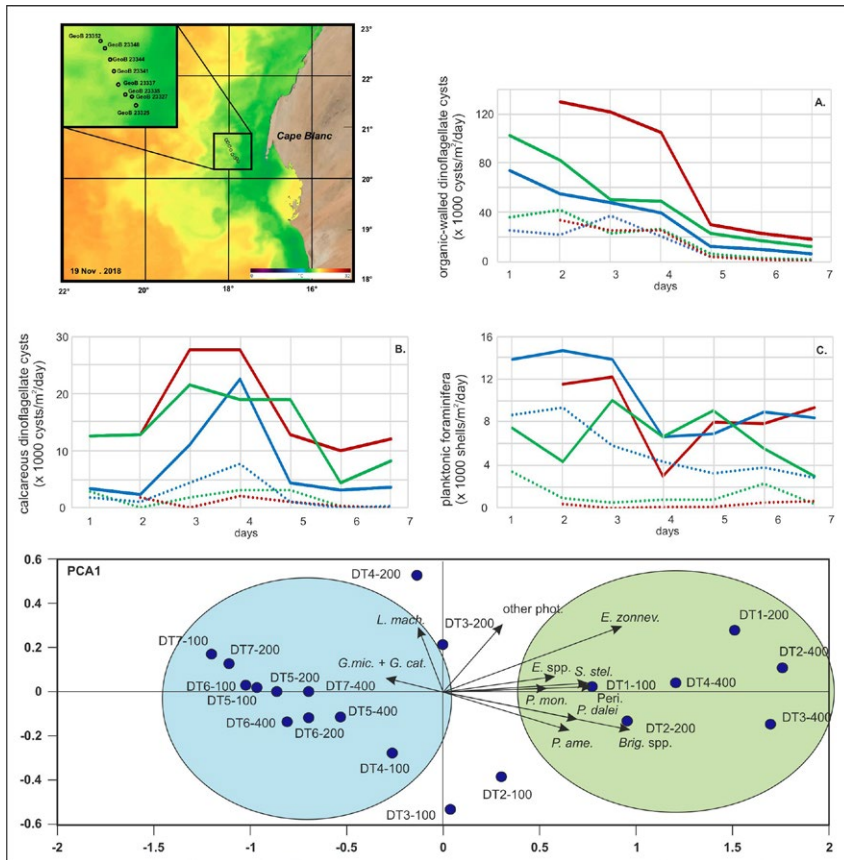 GeoB 23332
GeoB 23346
GeoB 23344
GeoB 23341
GeoB 23337
GeoB 23339
Cape Blanc
19 Nov . 2018
23°
22°
21°
20°
19°
18°
22°
20°
18°
16°
A.
organic-walled dinoflagellate cysts
(x 1000 cysts/m²/day)
120
80
40
0
1 2 3 4 5 6 7
days
B.
calcareous dinoflagellate cysts
(x 1000 cysts/m²/day)
30
20
10
0
1 2 3 4 5 6 7
days
C.
planktonic foraminifera
(x 1000 shells/m²/day)
16
12
8
4
0
1 2 3 4 5 6 7
days
PCA1
0.6
0.4
0.2
0
-0.2
-0.4
-0.6
DT4-200
L. mach.
DT3-200
other phot.
E. zonnev.
DT1-200
DT7-100
DT7-200
G.mic. + G. cat.
DT2-400
E. spp.
S. stel.
DT6-100
DT5-200
DT7-400
DT1-100
DT4-400
DT5-100
P. mon.
Peri.
DT6-400
DT5-400
P. dalei
DT3-400
DT6-200
P. ame.
Brig. spp.
DT2-200
DT4-100
DT2-100
DT3-100
-2 -1.5 -1 -0.5 0 0.5 1 1.5 2